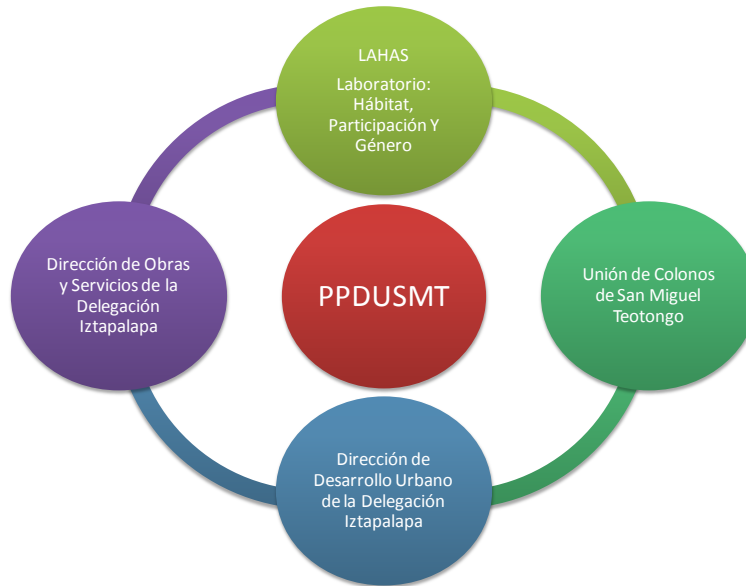 LAHAS
Laboratorio:
Hábitat,
Participación Y
Género
Dirección de Obras
y Servicios de la
Delegación
Iztapalapa
PPDUSMT
Unión de Colonos
de San Miguel
Teotongo
Dirección de
Desarrollo Urbano
de la Delegación
Iztapalapa